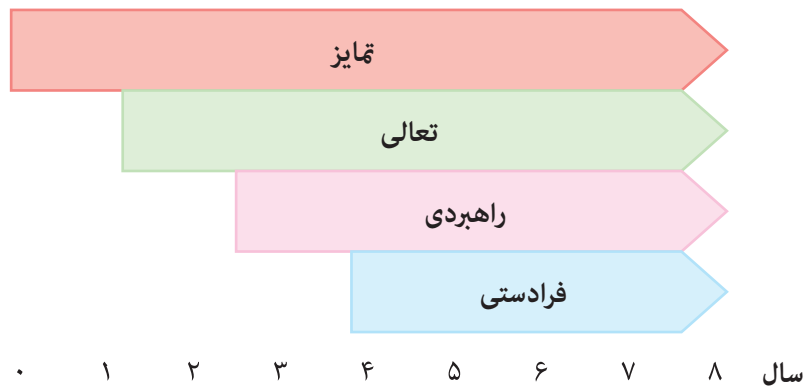 تمایز
تعالی
راهبردی
فرادستی
۰ ۱ ۲ ۳ ۴ ۵ ۶ ۷ ۸ سال